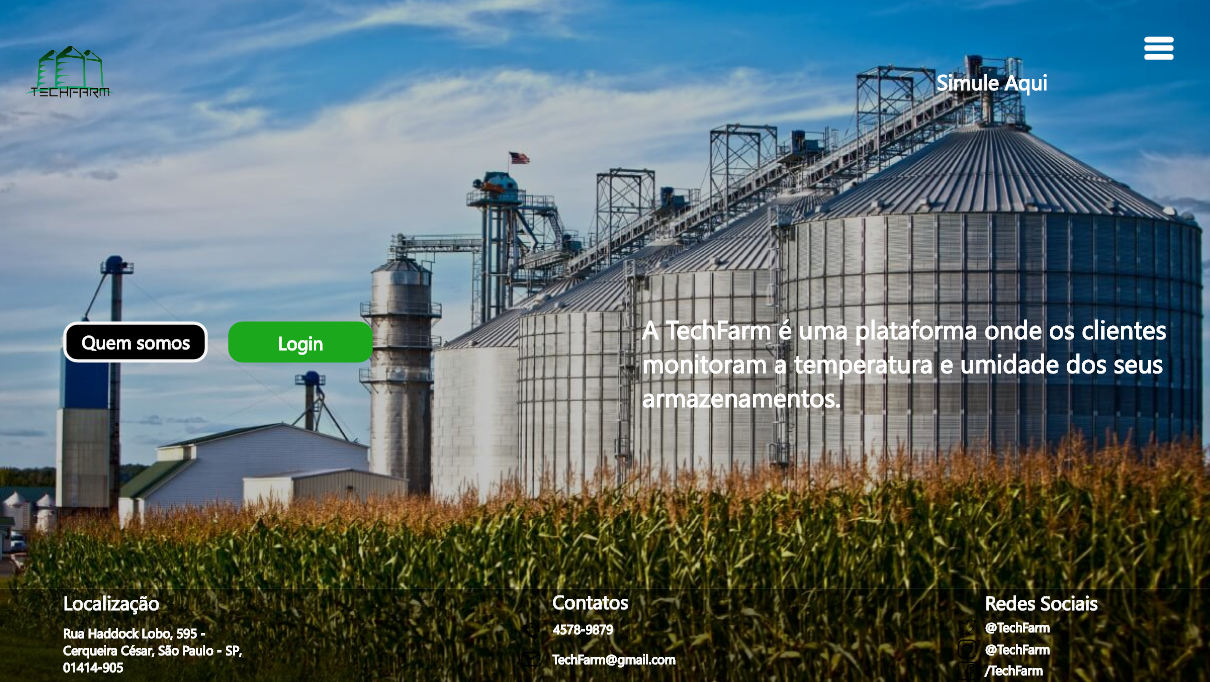 TECHFARM
Simule Aqui
Quem somos
Login
A TechFarm é uma plataforma onde os clientes
monitoram a temperatura e umidade dos seus
armazenamentos.
Localização
Rua Haddock Lobo, 595 -
Cerqueira César, São Paulo - SP,
01414-905
Contatos
4578-9879
TechFarm@gmail.com
Redes Sociais
@TechFarm
@TechFarm
/TechFarm